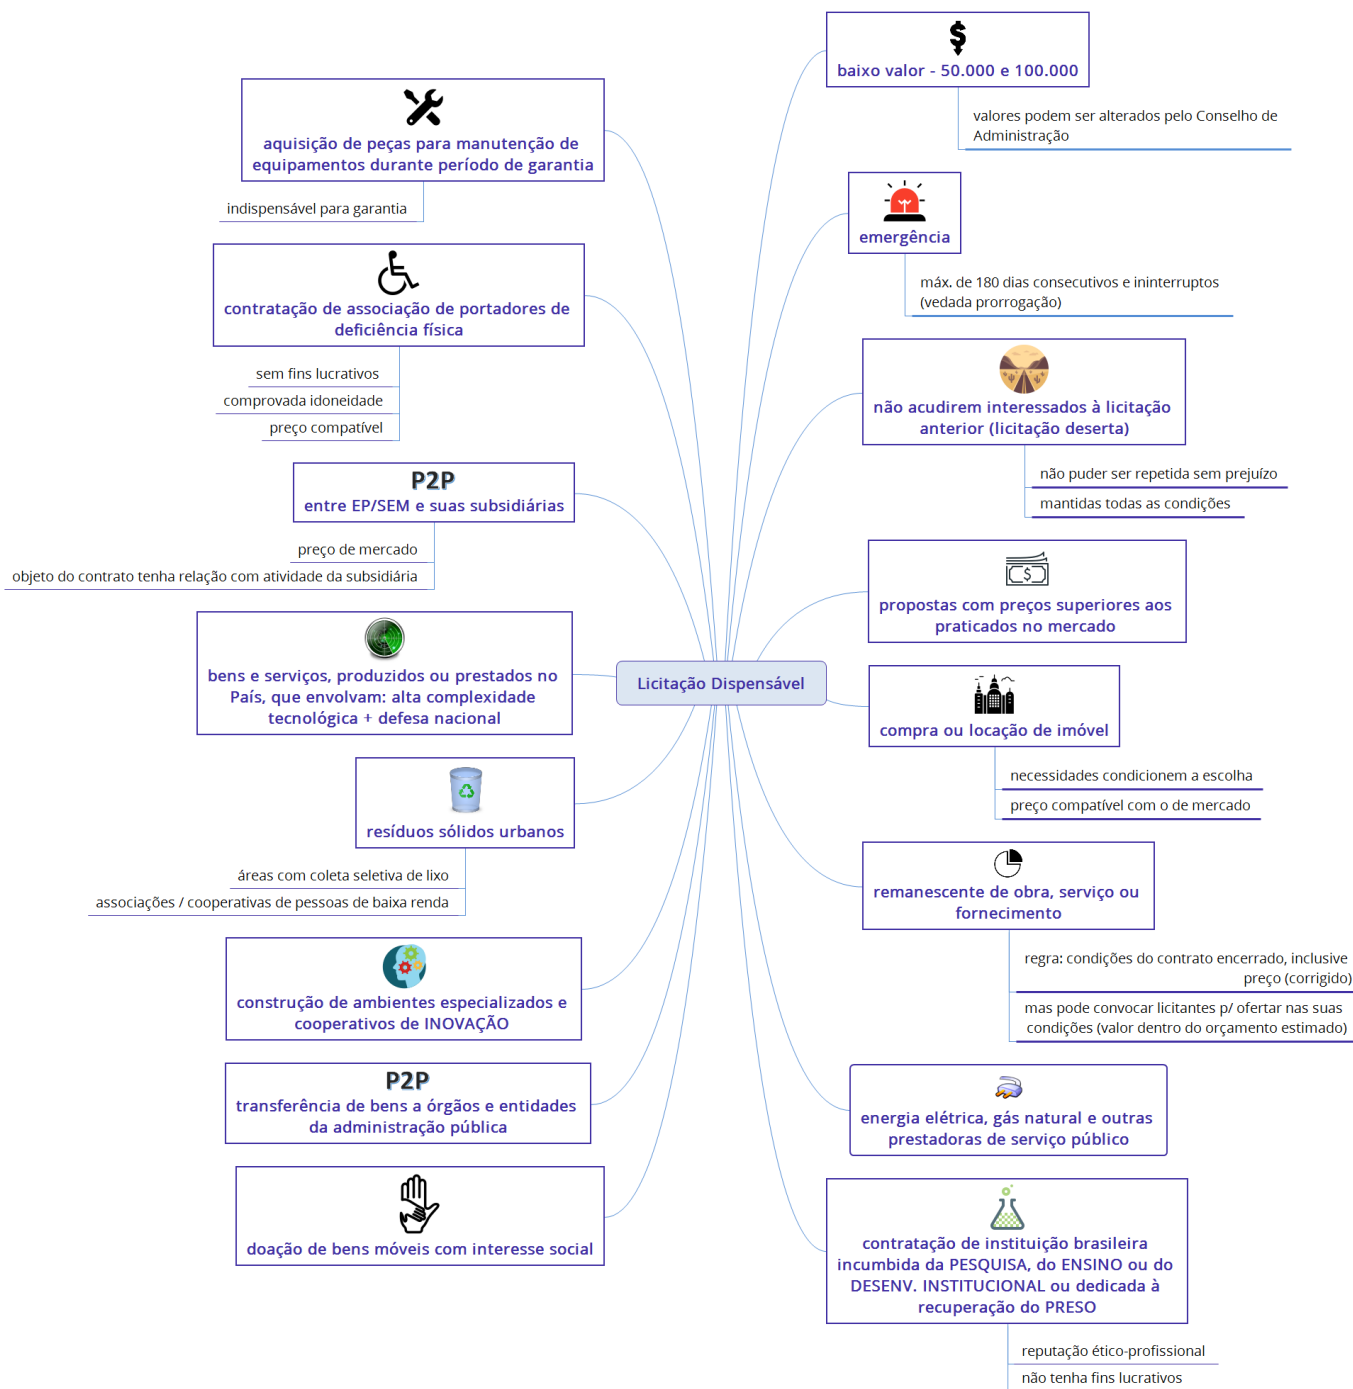 baixo valor - 50.000 e 100.000
valores podem ser alterados pelo Conselho de
Administração
emergência
máx. de 180 dias consecutivos e ininterruptos
(vedada prorrogação)
não acudirem interessados à licitação
anterior (licitação deserta)
não puder ser repetida sem prejuízo
mantidas todas as condições
propostas com preços superiores aos
praticados no mercado
compra ou locação de imóvel
necessidades condicionem a escolha
preço compatível com o de mercado
remanescente de obra, serviço ou
fornecimento
regra: condições do contrato encerrado, inclusive
preço (corrigido)
mas pode convocar licitantes p/ ofertar nas suas
condições (valor dentro do orçamento estimado)
energia elétrica, gás natural e outras
prestadoras de serviço público
contratação de instituição brasileira
incumbida da PESQUISA, do ENSINO ou do
DESENV. INSTITUCIONAL ou dedicada à
recuperação do PRESO
reputação ético-profissional
não tenha fins lucrativos
Licitação Dispensável
aquisição de peças para manutenção de
equipamentos durante período de garantia
indispensável para garantia
contratação de associação de portadores de
deficiência física
sem fins lucrativos
comprovada idoneidade
preço compatível
P2P
entre EP/SEM e suas subsidiárias
preço de mercado
objeto do contrato tenha relação com atividade da subsidiária
bens e serviços, produzidos ou prestados no
País, que envolvam: alta complexidade
tecnológica + defesa nacional
resíduos sólidos urbanos
áreas com coleta seletiva de lixo
associações / cooperativas de pessoas de baixa renda
construção de ambientes especializados e
cooperativos de INOVAÇÃO
P2P
transferência de bens a órgãos e entidades
da administração pública
doação de bens móveis com interesse social